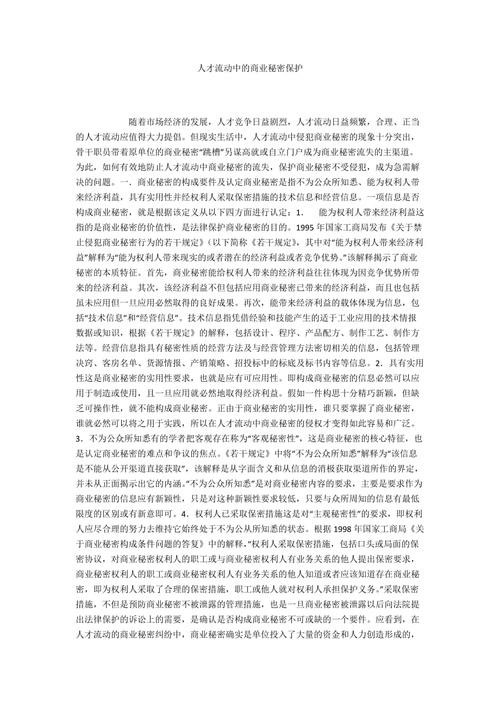 人才流动中的商业秘密保护
随着市场经济的发展，人才竞争日益剧烈，人才流动日益频繁，合理、正当
的人才流动应值得大力提倡。但现实生活中，人才流动中侵犯商业秘密的现象十分突出，
骨干职员带着原单位的商业秘密“跳槽”另谋高就或自立门户成为商业秘密流失的主渠道。
为此，如何有效地防止人才流动中商业秘密的流失，保护商业秘密不受侵犯，成为急需解
决的问题。一．商业秘密的构成要件及认定商业秘密是指不为公众所知悉、能为权利人带
来经济利益，具有实用性并经权利人采取保密措施的技术信息和经营信息。一项信息是否
构成商业秘密，就是根据该定义从以下四方面进行认定：1． 能为权利人带来经济利益这
指的是商业秘密的价值性，是法律保护商业秘密的目的。1995年国家工商局发布《关于禁
止侵犯商业秘密行为的若干规定》（以下简称《若干规定》，其中对“能为权利人带来经济利
益”解释为“能为权利人带来现实的或者潜在的经济利益或者竞争优势。”该解释揭示了商业
秘密的本质特征。首先，商业秘密能给权利人带来的经济利益往往体现为因竞争优势所带
来的经济利益。其次，该经济利益不但包括应用商业秘密已带来的经济利益，而且也包括
虽未应用但一旦应用必然取得的良好成果。再次，能带来经济利益的载体体现为信息，包
括“技术信息”和“经营信息”。技术信息指凭借经验和技能产生的适于工业应用的技术情报
数据或知识，根据《若干规定》的解释，包括设计、程序、产品配方、制作工艺、制作方
法等。经营信息指具有秘密性质的经营方法及与经营管理方法密切相关的信息，包括管理
决窍、客房名单、货源情报、产销策略、招投标中的标底及标书内容等信息。2．具有实用
性这是商业秘密的实用性要求，也就是应有可应用性。即构成商业秘密的信息必然可以应
用于制造或使用，且一旦应用就必然地取得经济利益。假如一件构思十分精巧新颖，但缺
乏可操作性，就不能构成商业秘密。正由于商业秘密的实用性，谁只要掌握了商业秘密，
谁就必然可以将之用于实践，所以在人才流动中商业秘密的侵权才变得如此容易和广泛。
3．不为公众所知悉有的学者把客观存在称为“客观秘密性”，这是商业秘密的核心特征，也
是认定商业秘密的难点和争议的焦点。《若干规定》中将“不为公众所知悉”解释为“该信息
是不能从公开渠道直接获取”，该解释是从字面含义和从信息的消极获取渠道所作的界定，
并未从正面揭示出它的内涵。“不为公众所知悉”是对商业秘密内容的要求，主要是要求作为
商业秘密的信息应有新颖性，只是对这种新颖性要求较低，只要与众所周知的信息有最低
限度的区别或有新意即可。4．权利人已采取保密措施这是对“主观秘密性”的要求，即权利
人应尽合理的努力去维持它始终处于不为公从所知悉的状态。根据1998年国家工商局《关
于商业秘密构成条件问题的答复》中的解释，“权利人采取保密措施，包括口头或局面的保
密协议，对商业秘密权利人的职工或与商业秘密权利人有业务关系的他人提出保密要求，
商业秘密权利人的职工或商业秘密权利人有业务关系的他人知道或者应该知道存在商业秘
密，即为权利人采取了合理的保密措施，职工或他人就对权利人承担保护义务。”采取保密
措施，不但是预防商业秘密不被泄露的管理措施，也是一旦商业秘密被泄露以后向法院提
出法律保护的诉讼上的需要，是确认是否构成商业秘密不可或缺的一个要件。应看到，在
人才流动的商业秘密纠纷中，商业秘密确实是单位投入了大量的资金和人力创造形成的，